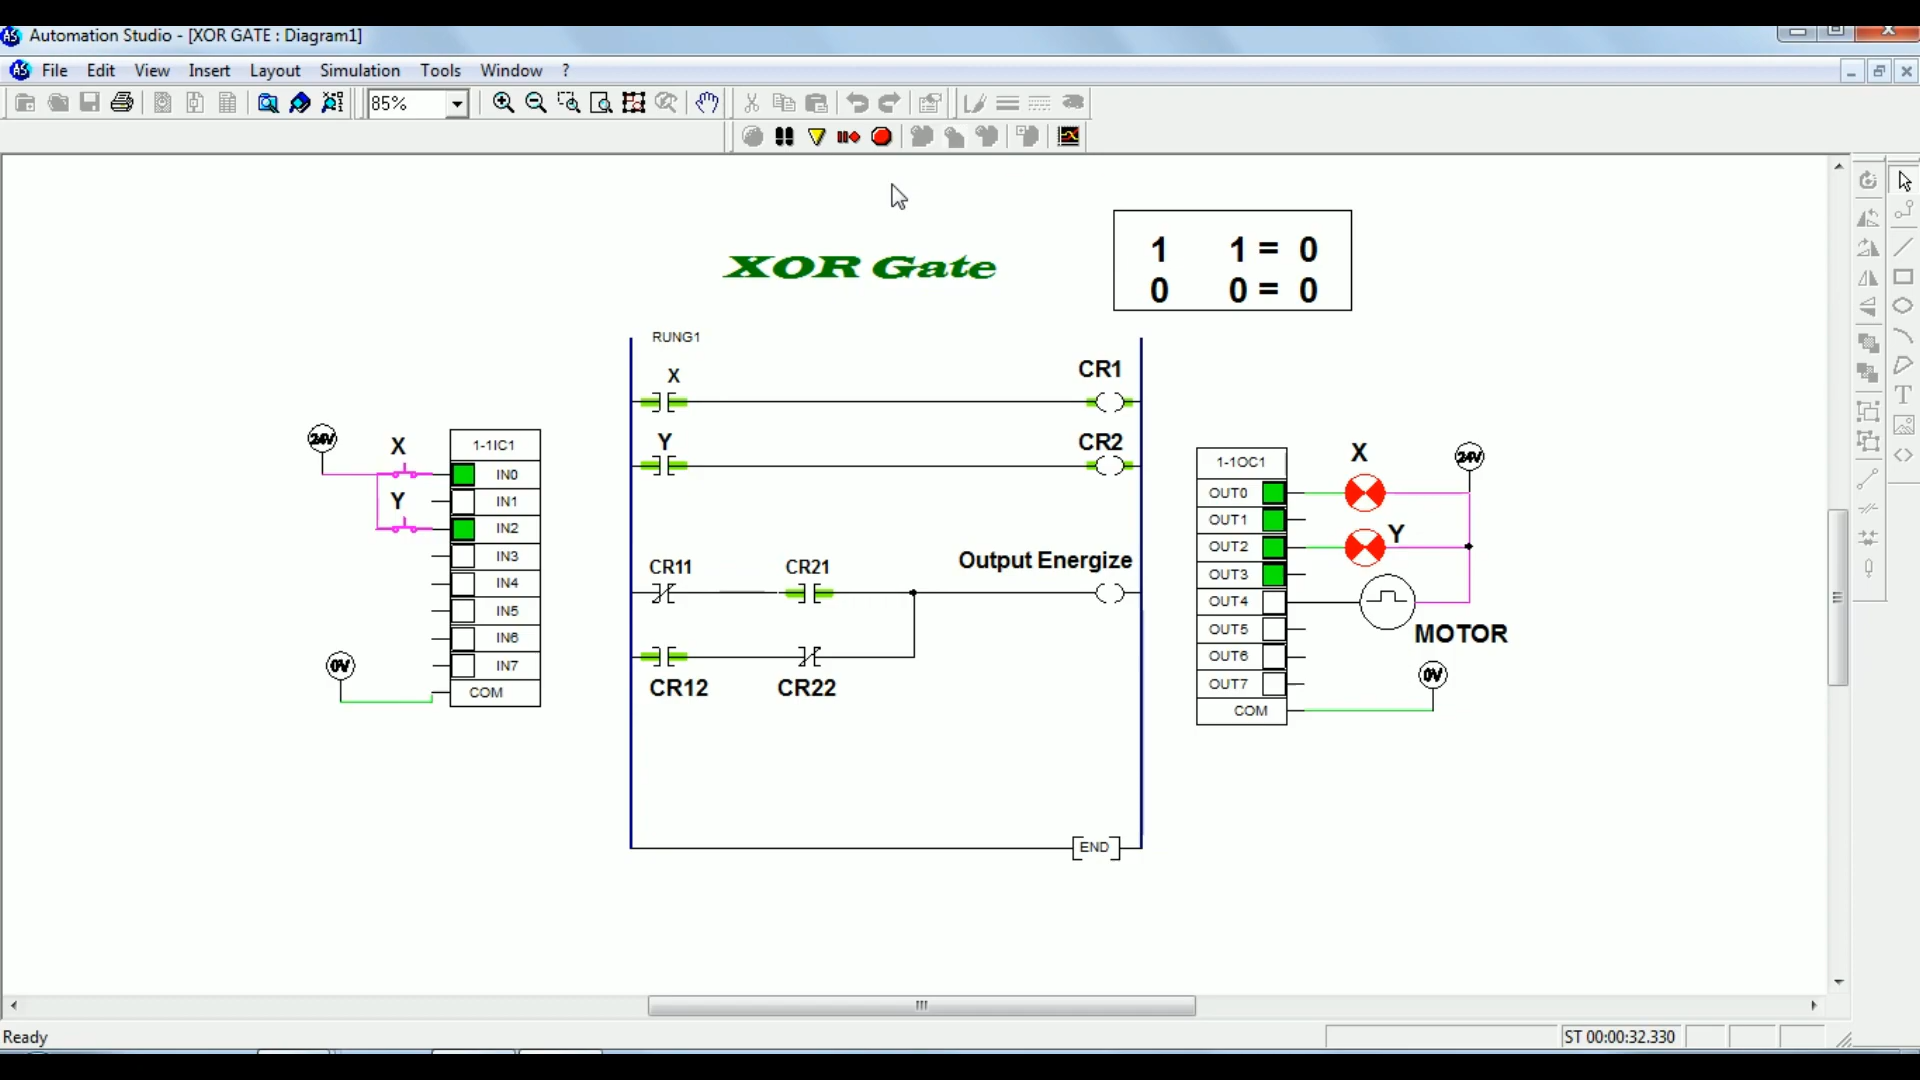 Automation Studio - [XOR GATE : Diagram1]
File Edit View Insert Layout Simulation Tools Window ?
85%
XOR Gate
1 1 = 0
0 0 = 0
RUNG1
X
CR1
Y
CR2
CR11
CR21
Output Energize
CR12
CR22
END
24V
X
Y
1-1IC1
IN0
IN1
IN2
IN3
IN4
IN5
IN6
IN7
COM
0V
1-1OC1
OUT0
OUT1
OUT2
OUT3
OUT4
OUT5
OUT6
OUT7
COM
X
24V
Y
MOTOR
0V
Ready
ST 00:00:32.330